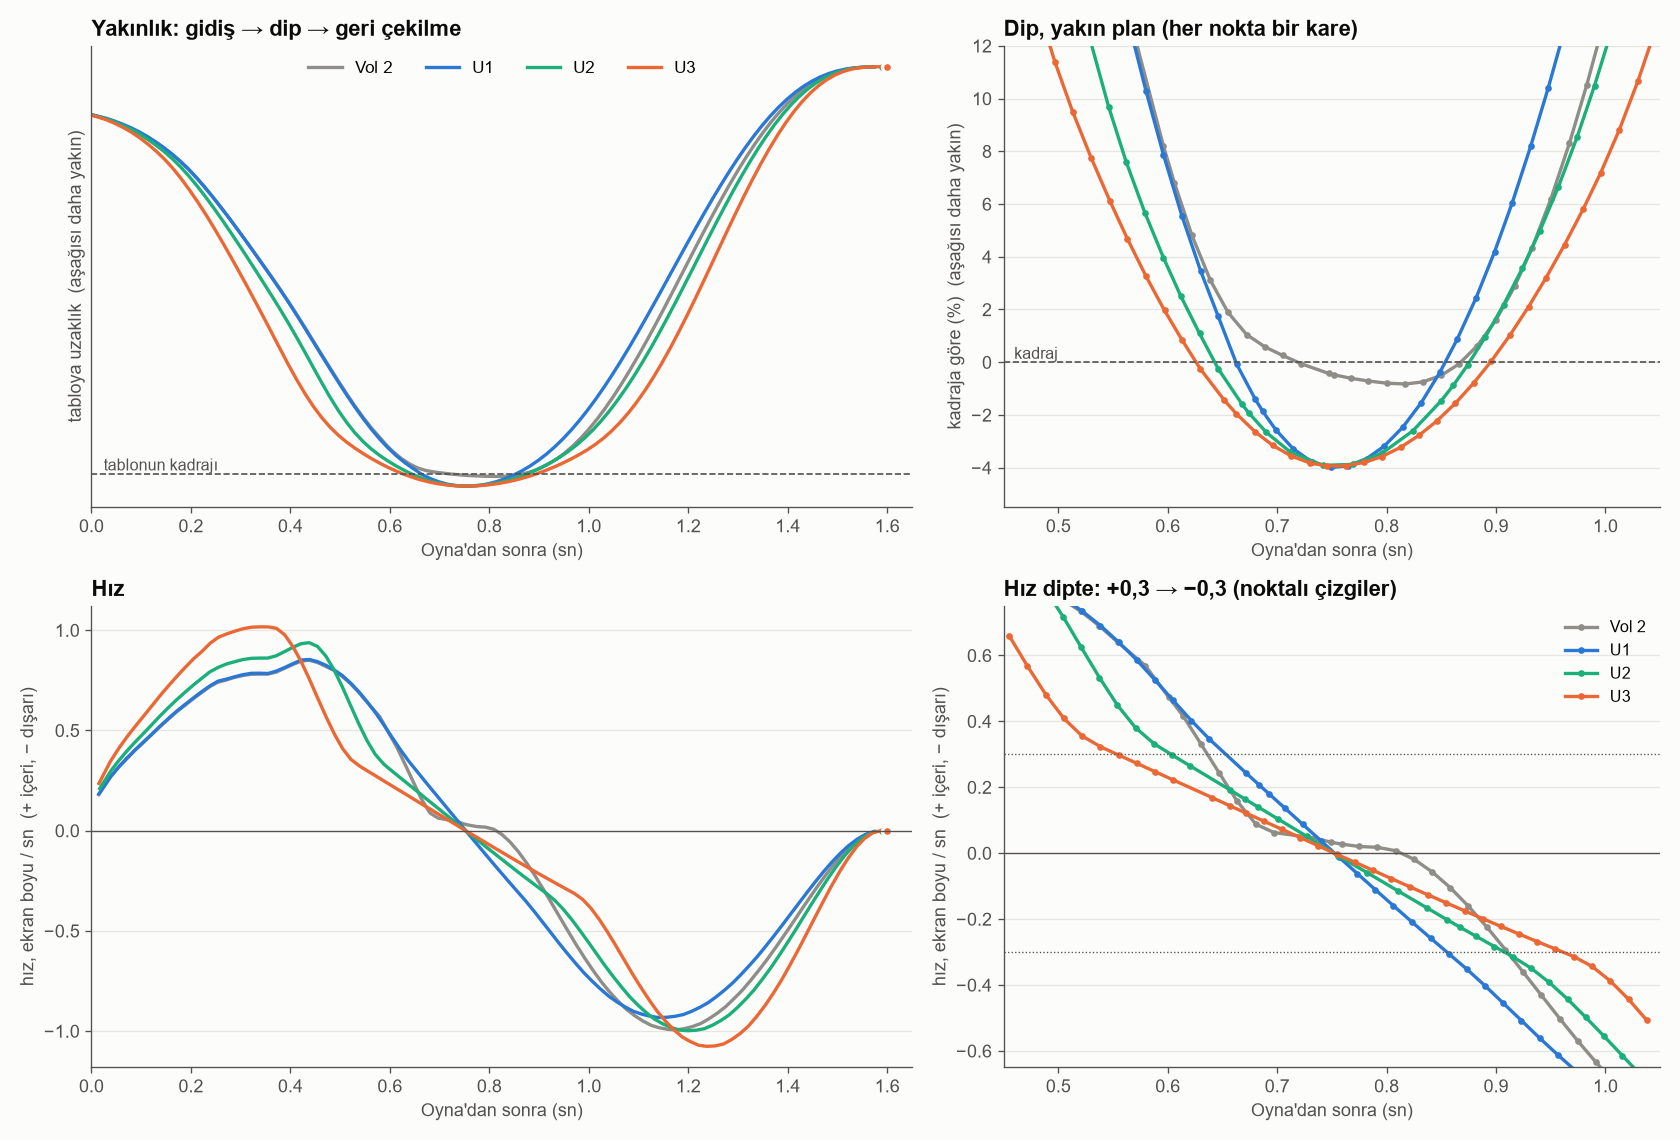 Yakınlık: gidiş → dip → geri çekilme
Vol 2
U1
U2
U3
tabloya uzaklık (aşağısı daha yakın)
tablonun kadrajı
0.0
0.2
0.4
0.6
0.8
1.0
1.2
1.4
1.6
Oyna'dan sonra (sn)
Dip, yakın plan (her nokta bir kare)
12
10
8
6
4
2
0
−2
−4
kadraja göre (%) (aşağısı daha yakın)
kadraj
0.5
0.6
0.7
0.8
0.9
1.0
Oyna'dan sonra (sn)
Hız
1.0
0.5
0.0
−0.5
−1.0
hız, ekran boyu / sn (+ içeri, − dışarı)
0.0
0.2
0.4
0.6
0.8
1.0
1.2
1.4
1.6
Oyna'dan sonra (sn)
Hız dipte: +0,3 → −0,3 (noktalı çizgiler)
Vol 2
U1
U2
U3
0.6
0.4
0.2
0.0
−0.2
−0.4
−0.6
hız, ekran boyu / sn (+ içeri, − dışarı)
0.5
0.6
0.7
0.8
0.9
1.0
Oyna'dan sonra (sn)